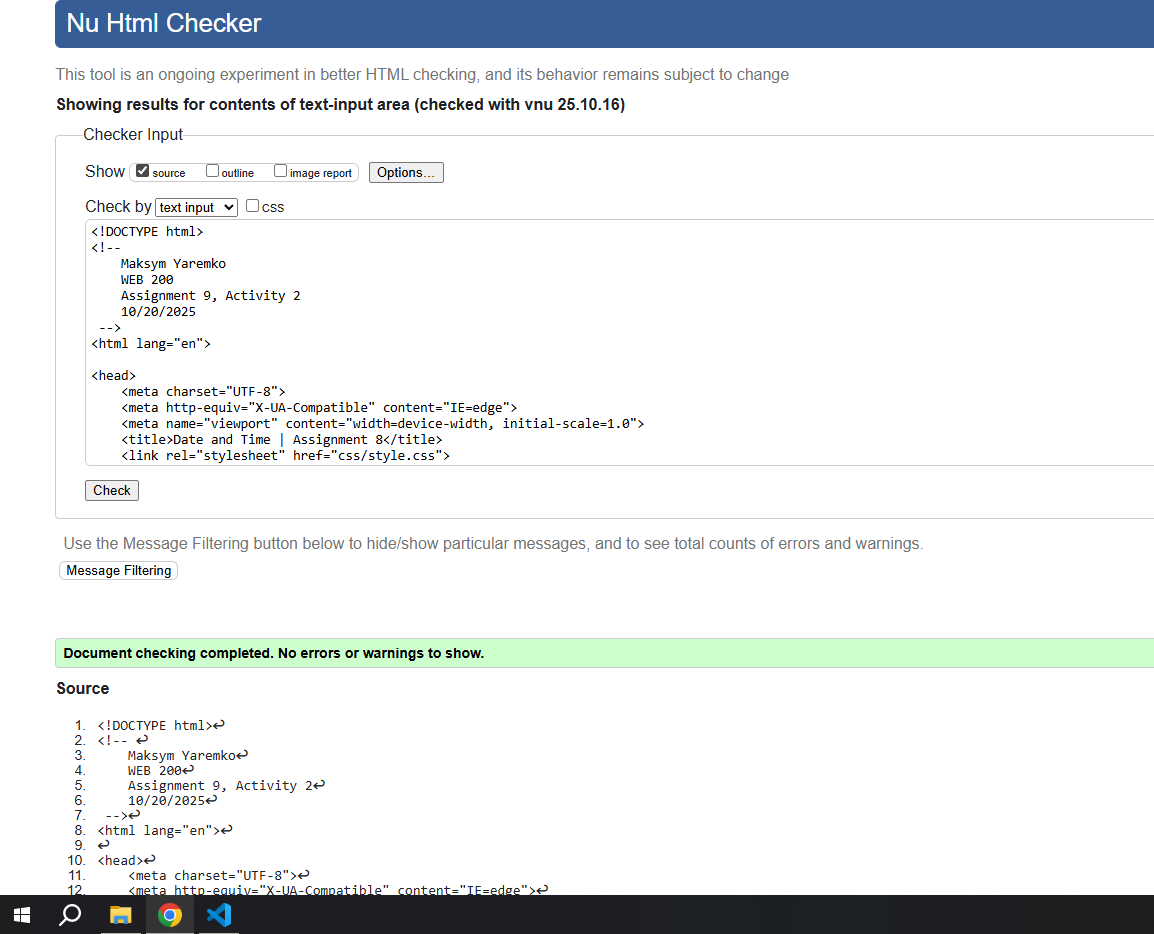 Nu Html Checker
This tool is an ongoing experiment in better HTML checking, and its behavior remains subject to change
Showing results for contents of text-input area (checked with vnu 25.10.16)
Checker Input
Show source outline image report Options...
Check by text input css
<!DOCTYPE html>
<!--
    Maksym Yaremko
    WEB 200
    Assignment 9, Activity 2
    10/20/2025
 -->
<html lang="en">
<head>
    <meta charset="UTF-8">
    <meta http-equiv="X-UA-Compatible" content="IE=edge">
    <meta name="viewport" content="width=device-width, initial-scale=1.0">
    <title>Date and Time | Assignment 8</title>
    <link rel="stylesheet" href="css/style.css">
Check
Use the Message Filtering button below to hide/show particular messages, and to see total counts of errors and warnings.
Message Filtering
Document checking completed. No errors or warnings to show.
Source
1. <!DOCTYPE html>↩
2. <!-- ↩
3.     Maksym Yaremko↩
4.     WEB 200↩
5.     Assignment 9, Activity 2↩
6.     10/20/2025↩
7.  -->↩
8. <html lang="en">↩
9. ↩
10. <head>↩
11.     <meta charset="UTF-8">↩
12.     <meta http-equiv="X-UA-Compatible" content="IE=edge">↩